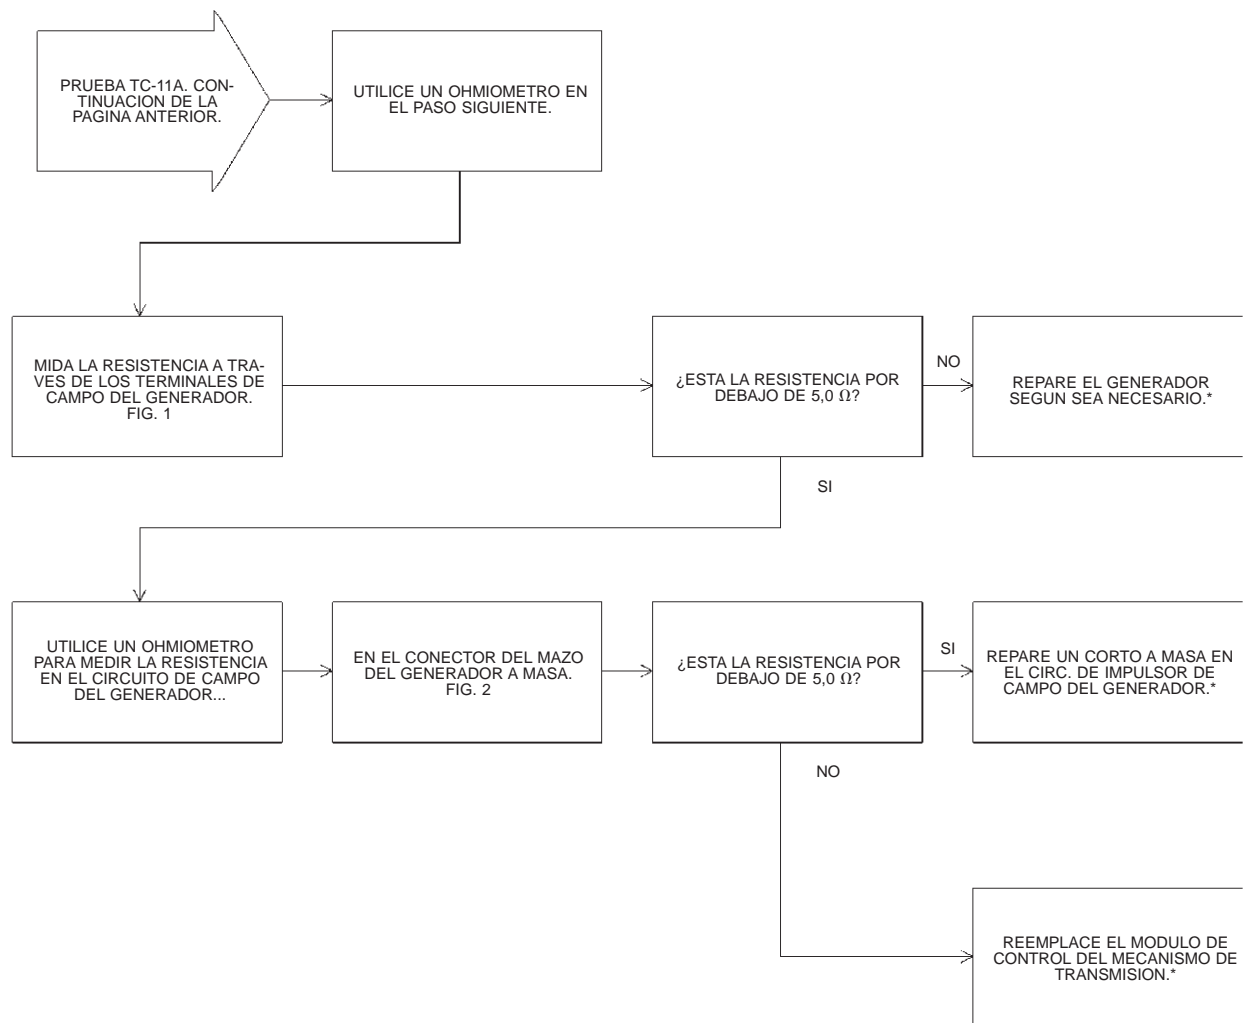 PRUEBA TC-11A. CON-
TINUACION DE LA
PAGINA ANTERIOR.
UTILICE UN OHMIOMETRO EN
EL PASO SIGUIENTE.
MIDA LA RESISTENCIA A TRA-
VES DE LOS TERMINALES DE
CAMPO DEL GENERADOR.
FIG. 1
¿ESTA LA RESISTENCIA POR
DEBAJO DE 5,0 Ω?
NO
REPARE EL GENERADOR
SEGUN SEA NECESARIO.*
SI
UTILICE UN OHMIOMETRO
PARA MEDIR LA RESISTENCIA
EN EL CIRCUITO DE CAMPO
DEL GENERADOR...
EN EL CONECTOR DEL MAZO
DEL GENERADOR A MASA.
FIG. 2
¿ESTA LA RESISTENCIA POR
DEBAJO DE 5,0 Ω?
SI
REPARE UN CORTO A MASA EN
EL CIRC. DE IMPULSOR DE
CAMPO DEL GENERADOR.*
NO
REEMPLACE EL MODULO DE
CONTROL DEL MECANISMO DE
TRANSMISION.*